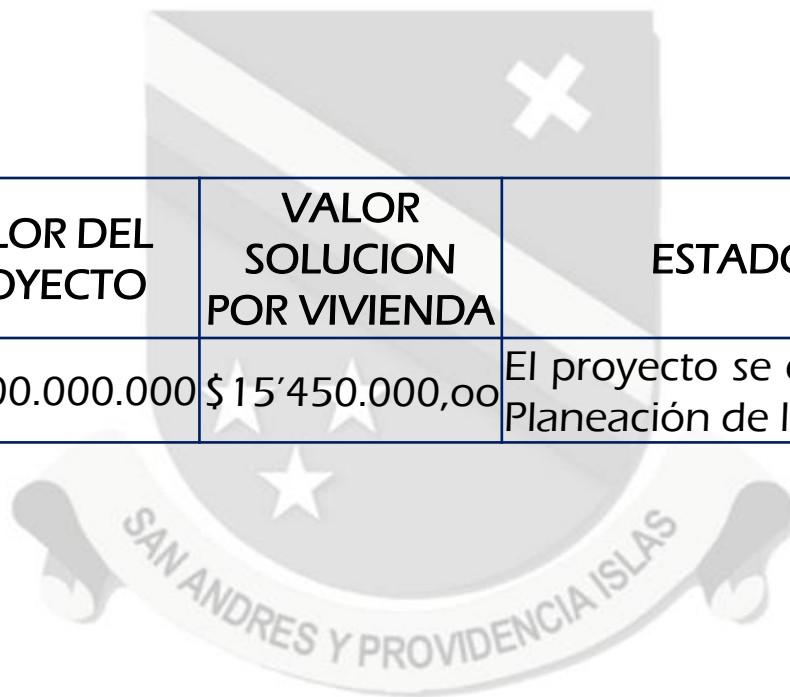 LOR DEL
OYECTO
VALOR
SOLUCION
POR VIVIENDA
ESTADO
00.000.000
$15’450.000,oo
El proyecto se
Planeación de l
SAN ANDRES Y PROVIDENCIA ISLAS